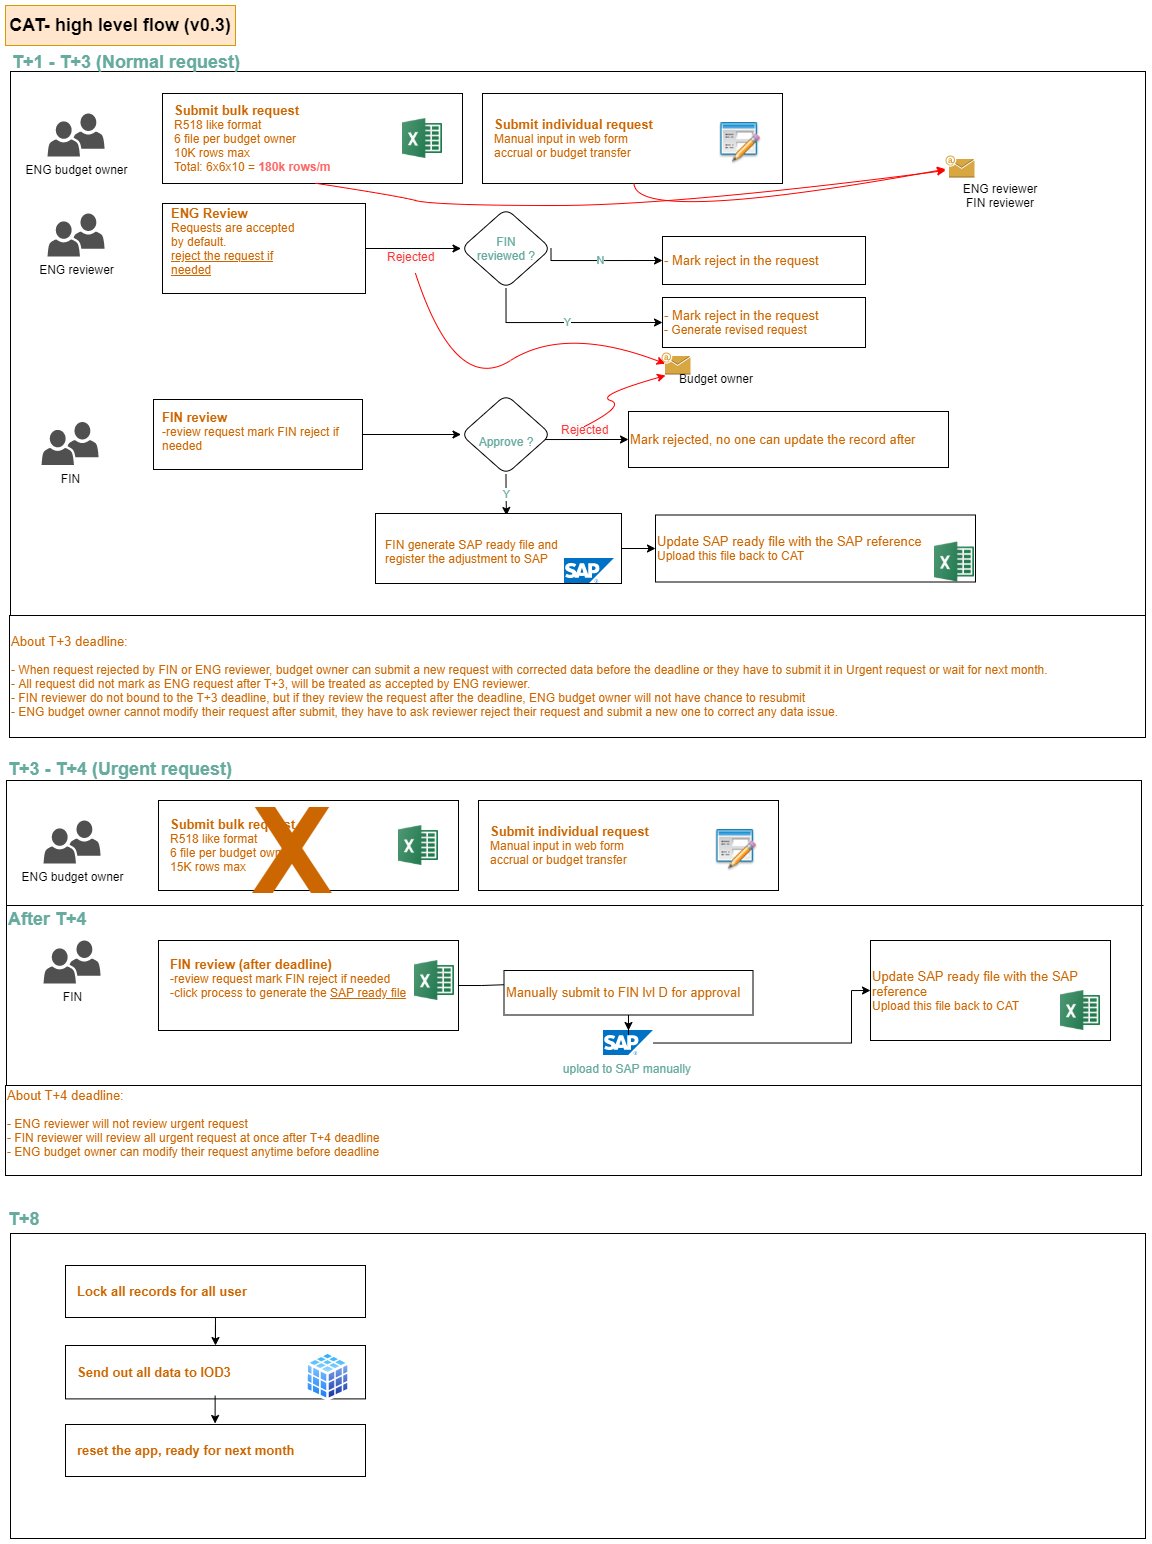 CAT- high level flow (v0.3)
T+1 - T+3 (Normal request)
ENG budget owner
Submit bulk request
R518 like format
6 file per budget owner
10K rows max
Total: 6x6x10 = 180k rows/m
X
Submit individual request
Manual input in web form
accrual or budget transfer
@
ENG reviewer
FIN reviewer
ENG reviewer
ENG Review
Requests are accepted
by default.
reject the request if
needed
Rejected
FIN
reviewed ?
N
- Mark reject in the request
Y
- Mark reject in the request
- Generate revised request
@
Budget owner
FIN
FIN review
-review request mark FIN reject if
needed
Approve ?
Rejected
Mark rejected, no one can update the record after
Y
FIN generate SAP ready file and
register the adjustment to SAP
SAP
Update SAP ready file with the SAP reference
Upload this file back to CAT
X
About T+3 deadline:
- When request rejected by FIN or ENG reviewer, budget owner can submit a new request with corrected data before the deadline or they have to submit it in Urgent request or wait for next month.
- All request did not mark as ENG request after T+3, will be treated as accepted by ENG reviewer.
- FIN reviewer do not bound to the T+3 deadline, but if they review the request after the deadline, ENG budget owner will not have chance to resubmit
- ENG budget owner cannot modify their request after submit, they have to ask reviewer reject their request and submit a new one to correct any data issue.
T+3 - T+4 (Urgent request)
ENG budget owner
Submit bulk request
R518 like format
6 file per budget owner
15K rows max
X
X
Submit individual request
Manual input in web form
accrual or budget transfer
After T+4
FIN
FIN review (after deadline)
-review request mark FIN reject if needed
-click process to generate the SAP ready file
X
Manually submit to FIN lvl D for approval
SAP
upload to SAP manually
Update SAP ready file with the SAP
reference
Upload this file back to CAT
X
About T+4 deadline:
- ENG reviewer will not review urgent request
- FIN reviewer will review all urgent request at once after T+4 deadline
- ENG budget owner can modify their request anytime before deadline
T+8
Lock all records for all user
Send out all data to IOD3
reset the app, ready for next month